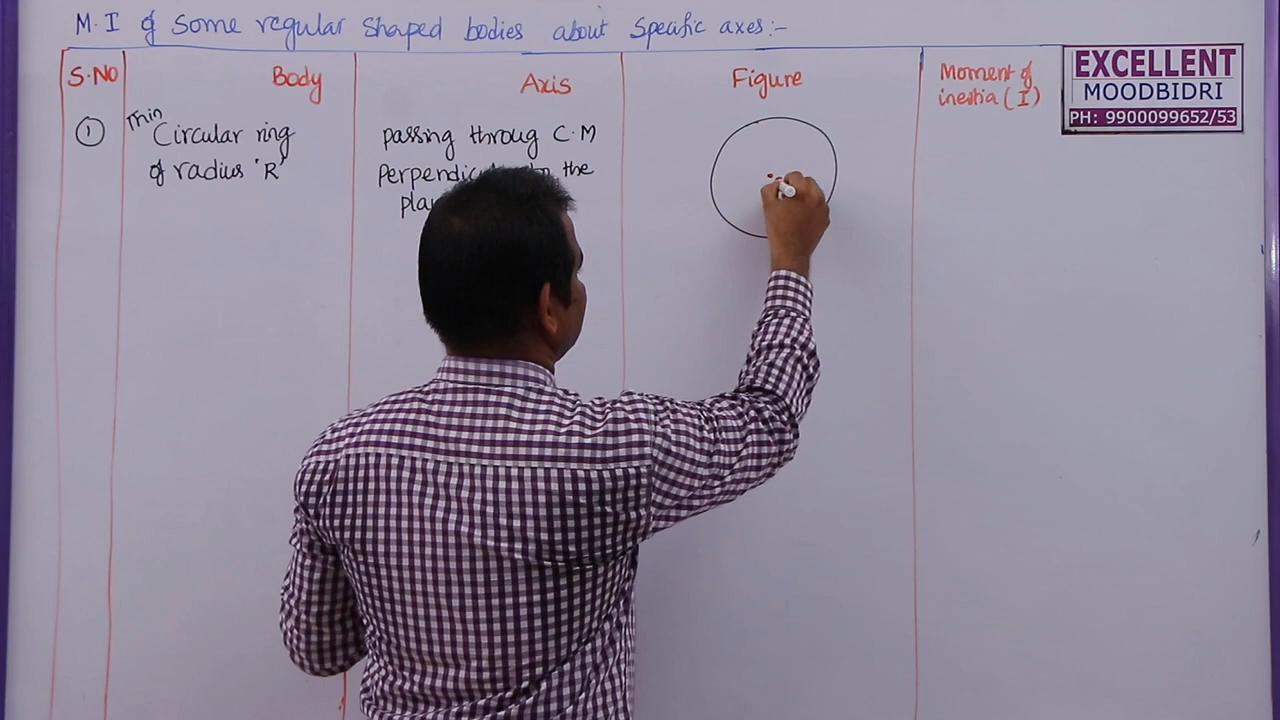 M.I of some regular shaped bodies about specific axes:-
S.No Body Axis Figure Moment of inertia (I)
EXCELLENT
MOODBIDRI
PH: 9900099652/53
① Thin Circular ring of radius 'R'
passing throug C.M
the